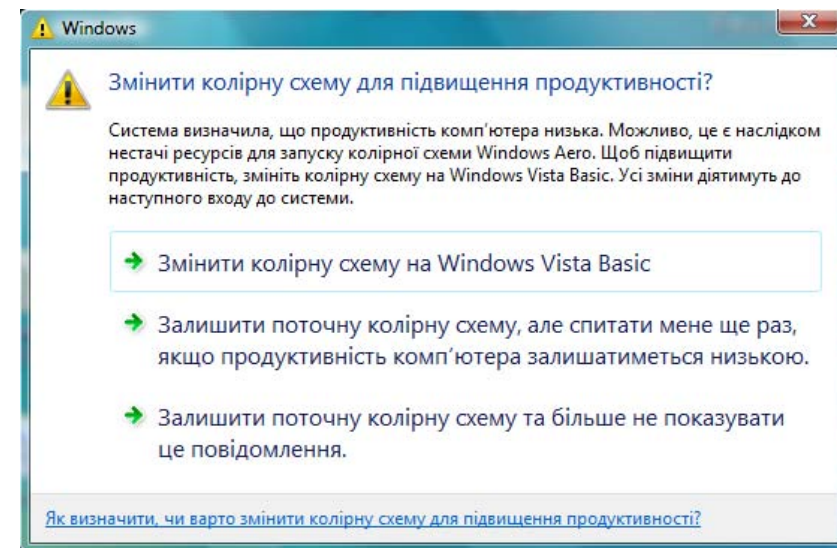 Windows
Змінити колірну схему для підвищення продуктивності?
Система визначила, що продуктивність комп'ютера низька. Можливо, це є наслідком
нестачі ресурсів для запуску колірної схеми Windows Aero. Щоб підвищити
продуктивність, змініть колірну схему на Windows Vista Basic. Усі зміни діятимуть до
наступного входу до системи.
Змінити колірну схему на Windows Vista Basic
Залишити поточну колірну схему, але спитати мене ще раз,
якщо продуктивність комп'ютера залишатиметься низькою.
Залишити поточну колірну схему та більше не показувати
це повідомлення.
Як визначити, чи варто змінити колірну схему для підвищення продуктивності?